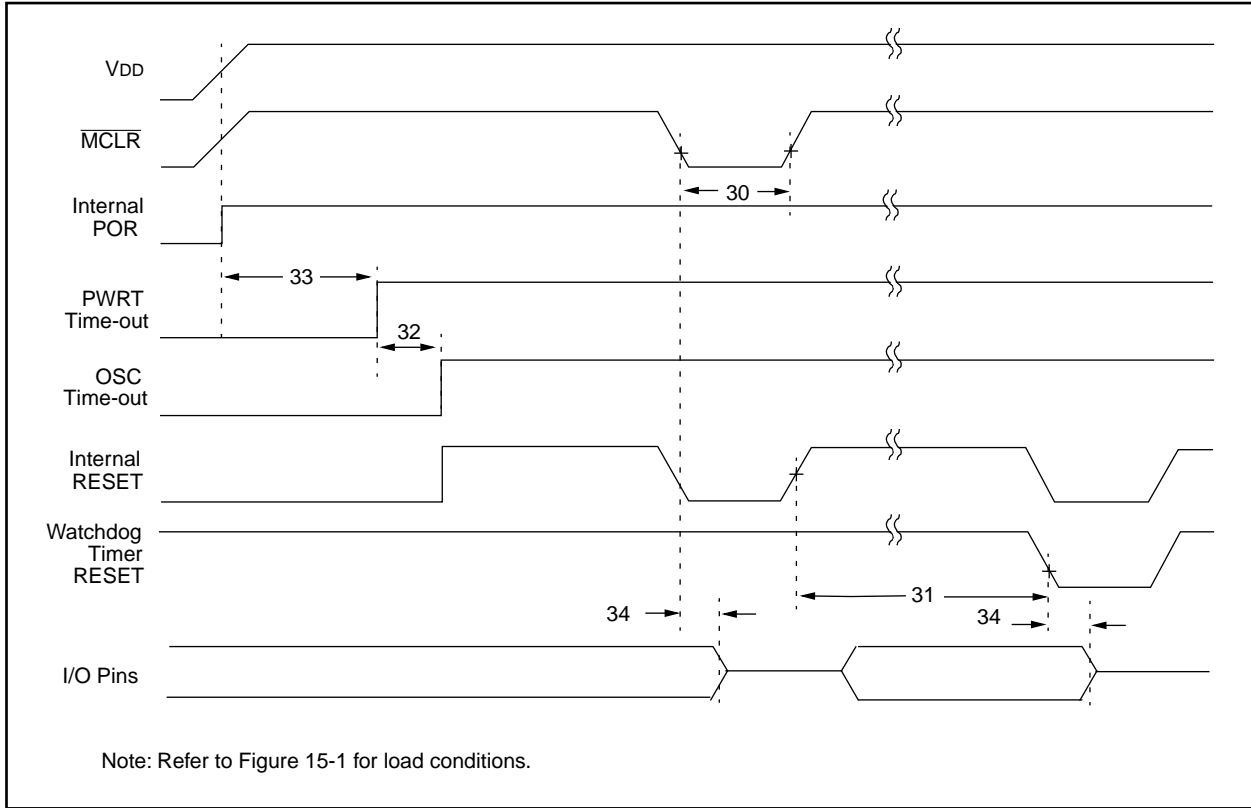 VDD
MCLR
30
Internal
POR
33
PWRT
Time-out
32
OSC
Time-out
Internal
RESET
Watchdog
Timer
RESET
31
34
34
I/O Pins
Note: Refer to Figure 15-1 for load conditions.